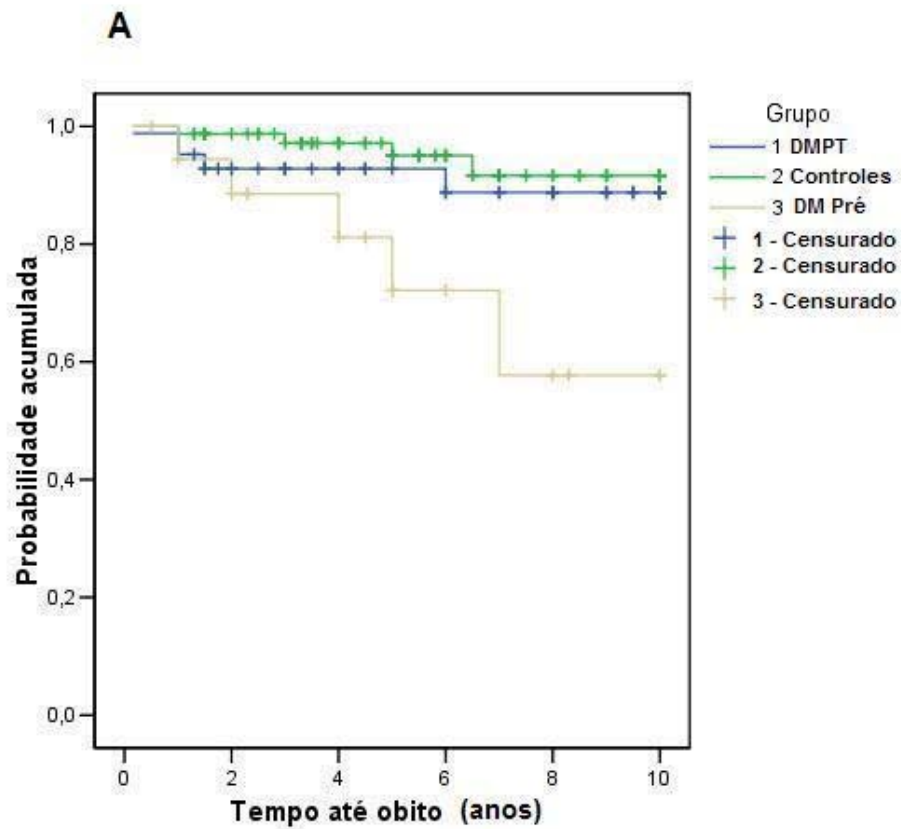 A
Grupo
1 DMPT
2 Controles
3 DM Pré
1 - Censurado
2 - Censurado
3 - Censurado
Probabilidade acumulada
1,0
0,8
0,6
0,4
0,2
0,0
0 2 4 6 8 10
Tempo até obito (anos)